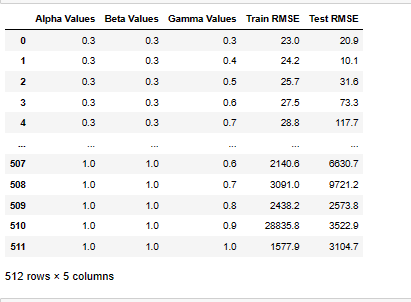 Alpha Values Beta Values Gamma Values Train RMSE Test RMSE
0 0.3 0.3 0.3 23.0 20.9
1 0.3 0.3 0.4 24.2 10.1
2 0.3 0.3 0.5 25.7 31.6
3 0.3 0.3 0.6 27.5 73.3
4 0.3 0.3 0.7 28.8 117.7
... ... ... ... ... ...
507 1.0 1.0 0.6 2140.6 6630.7
508 1.0 1.0 0.7 3091.0 9721.2
509 1.0 1.0 0.8 2438.2 2573.8
510 1.0 1.0 0.9 28835.8 3522.9
511 1.0 1.0 1.0 1577.9 3104.7
512 rows × 5 columns